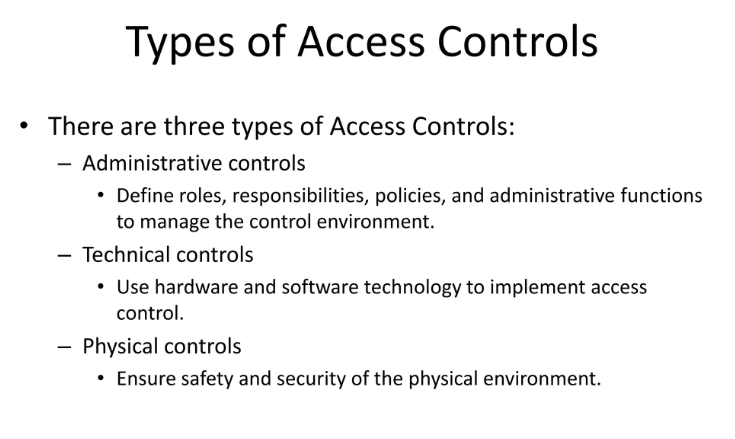 Types of Access Controls
• There are three types of Access Controls:
– Administrative controls
• Define roles, responsibilities, policies, and administrative functions
to manage the control environment.
– Technical controls
• Use hardware and software technology to implement access
control.
– Physical controls
• Ensure safety and security of the physical environment.